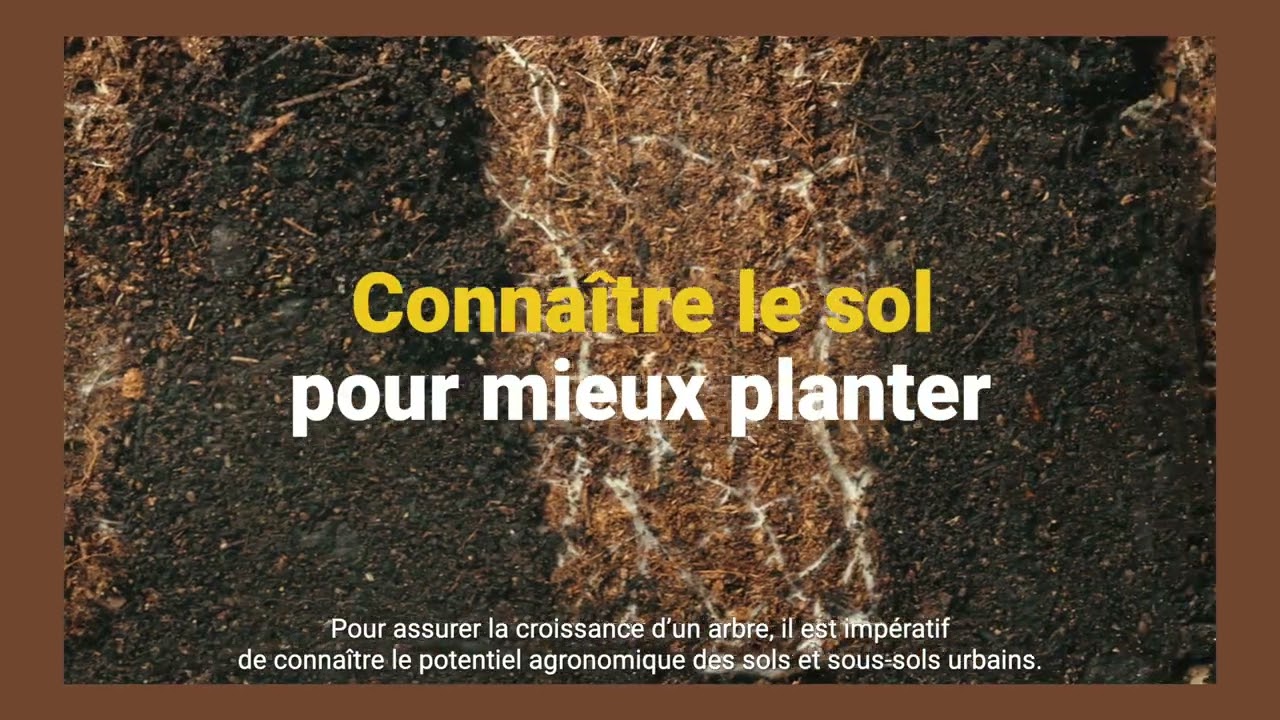 Connaître le sol
pour mieux planter
Pour assurer la croissance d’un arbre, il est impératif
de connaître le potentiel agronomique des sols et sous-sols urbains.